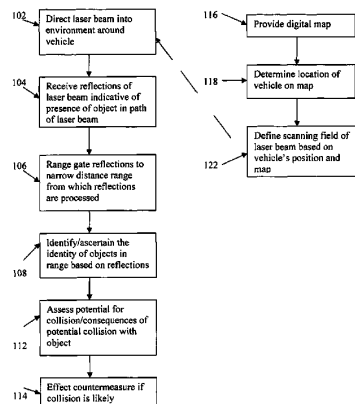 102
Direct laser beam into
environment around
vehicle
104
Receive reflections of
laser beam indicative of
presence of object in path
of laser beam
106
Range gate reflections to
narrow distance range
from which reflections
are processed
108
Identify/ascertain the
identity of objects in
range based on reflections
112
Assess potential for
collision/consequences of
potential collision with
object
114
Effect countermeasure if
collision is likely
116
Provide digital map
118
Determine location of
vehicle on map
122
Define scanning field of
laser beam based on
vehicle's position and
map